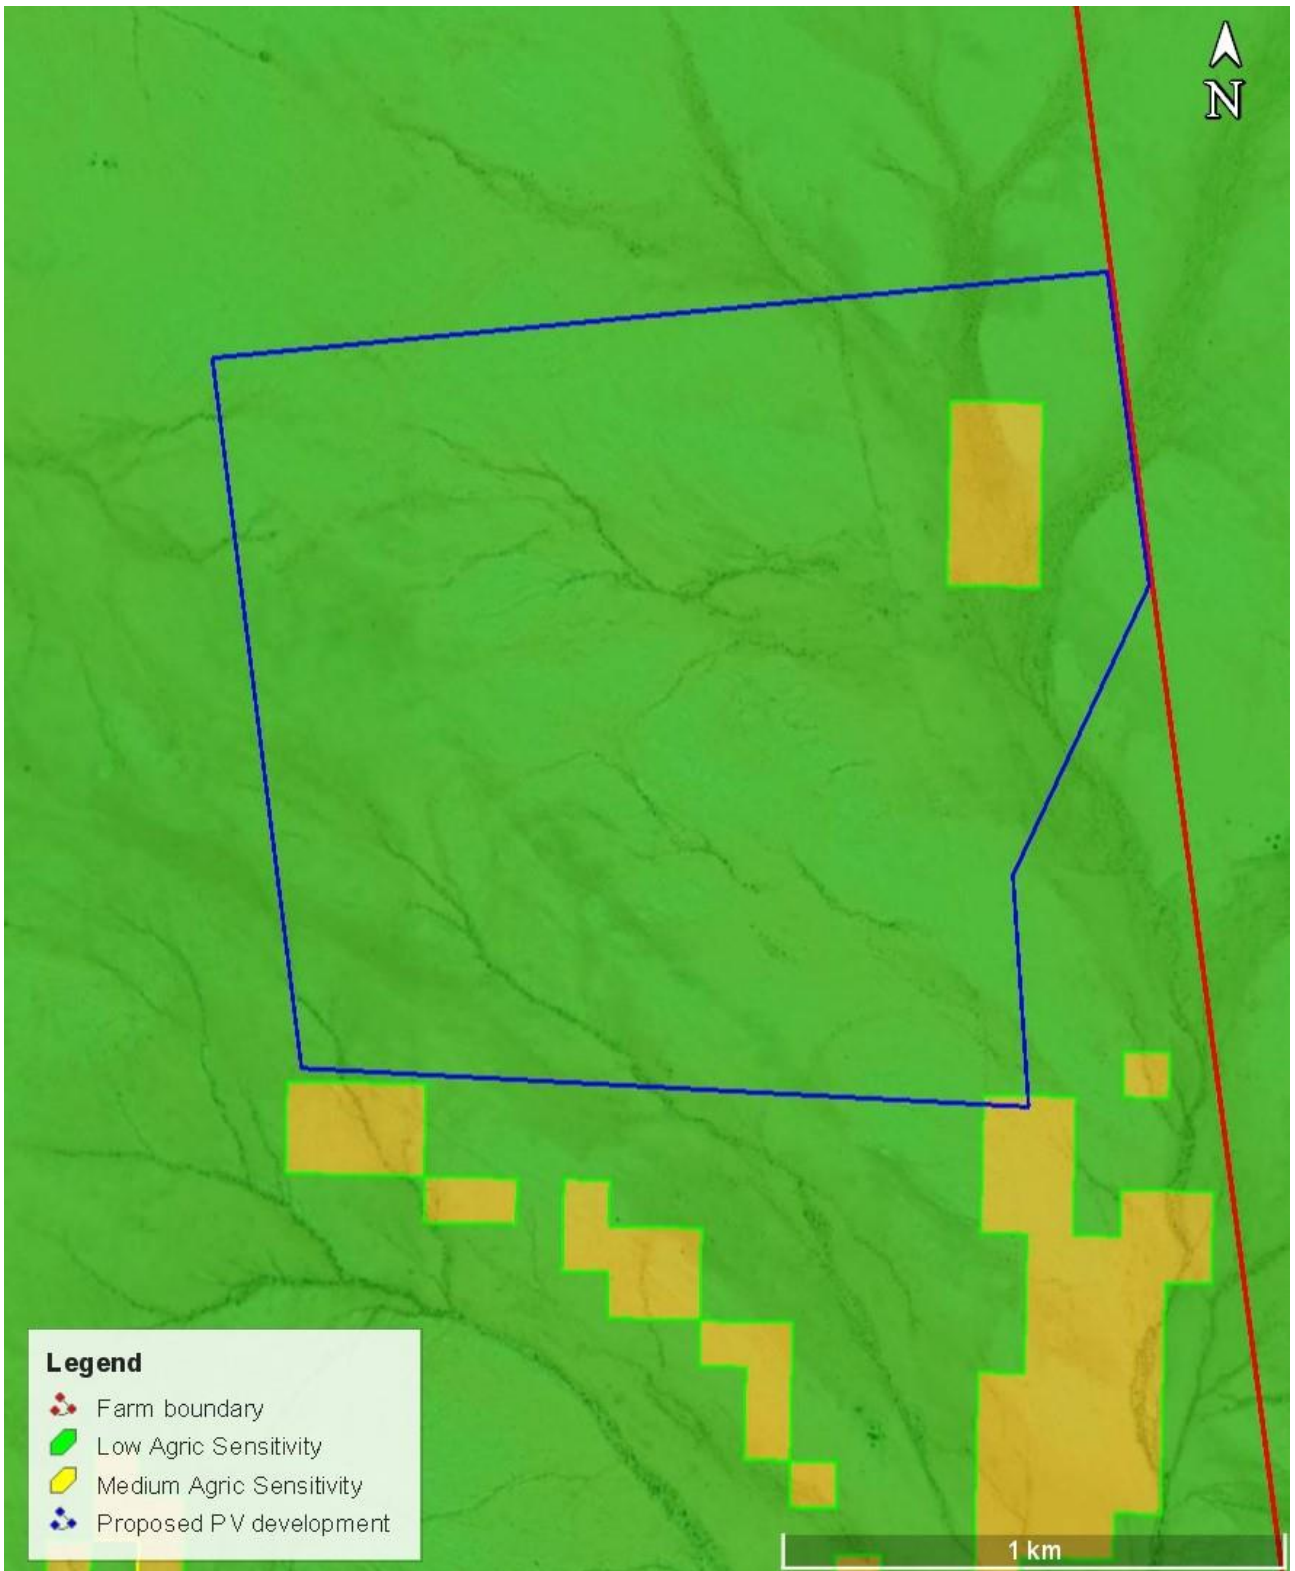 N
Legend
Farm boundary
Low Agric Sensitivity
Medium Agric Sensitivity
Proposed PV development
1 km